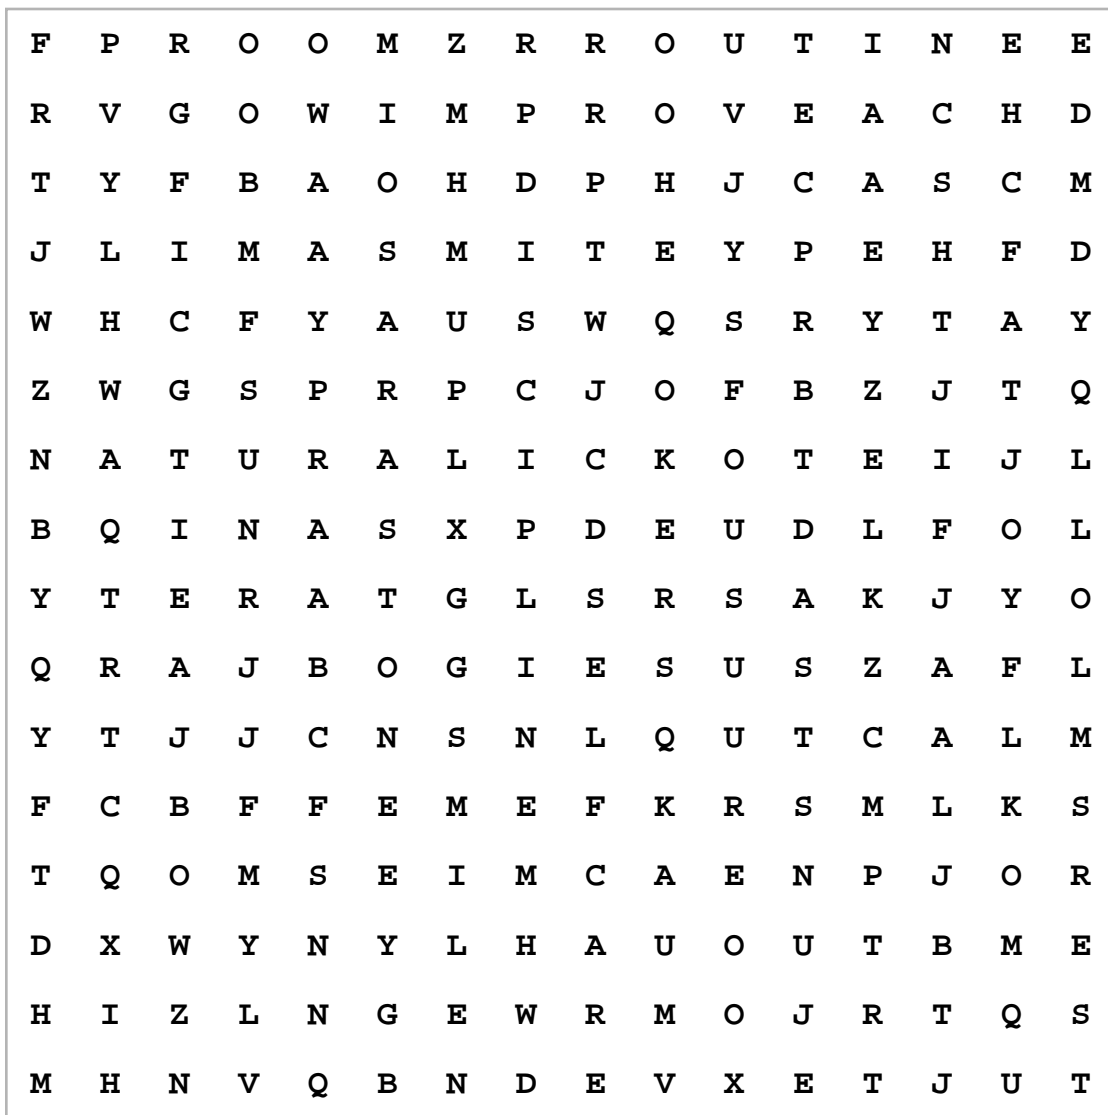 F P R O O M Z R R O U T I N E E
R V G O W I M P R O V E A C H D
T Y F B A O H D P H J C A S C M
J L I M A S M I T E Y P E H F D
W H C F Y A U S W Q S R Y T A Y
Z W G S P R P C J O F B Z J T Q
N A T U R A L I C K O T E I J L
B Q I N A S X P D E U D L F O L
Y T E R A T G L S R S A K J Y O
Q R A J B O G I E S U S Z A F L
Y T J J C N S N L Q U T C A L M
F C B F F E M E F K R S M L K S
T Q O M S E I M C A E N P J O R
D X W Y N Y L H A U O U T B M E
H I Z L N G E W R M O J R T Q S
M H N V Q B N D E V X E T J U T